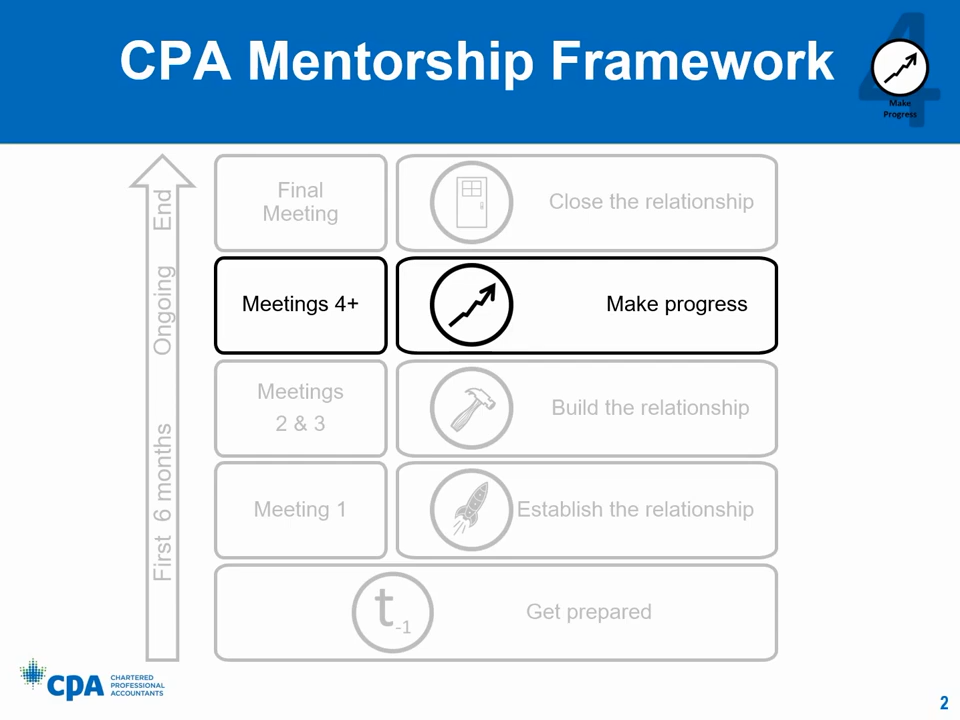 CPA Mentorship Framework
4
Make
Progress
End
Ongoing
First 6 months
Final
Meeting
Close the relationship
Meetings 4+
Make progress
Meetings
2 & 3
Build the relationship
Meeting 1
Establish the relationship
t-1
Get prepared
CPA
CHARTERED
PROFESSIONAL
ACCOUNTANTS
2